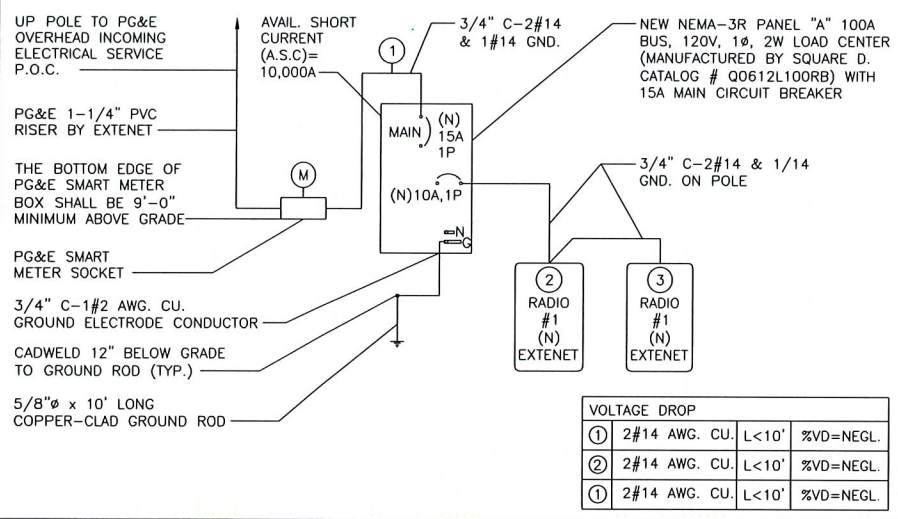 UP POLE TO PG&E
OVERHEAD INCOMING
ELECTRICAL SERVICE
P.O.C.
PG&E 1-1/4" PVC
RISER BY EXTENET
THE BOTTOM EDGE OF
PG&E SMART METER
BOX SHALL BE 9'-0"
MINIMUM ABOVE GRADE
PG&E SMART
METER SOCKET
3/4" C-1#2 AWG. CU.
GROUND ELECTRODE CONDUCTOR
CADWELD 12" BELOW GRADE
TO GROUND ROD (TYP.)
5/8"ø x 10' LONG
COPPER-CLAD GROUND ROD
AVAIL. SHORT
CURRENT
(A.S.C)=
10,000A
M
1
3/4" C-2#14
& 1#14 GND.
MAIN
(N)
15A
1P
(N)10A,1P
N
G
NEW NEMA-3R PANEL "A" 100A
BUS, 120V, 1ø, 2W LOAD CENTER
(MANUFACTURED BY SQUARE D.
CATALOG # QO612L100RB) WITH
15A MAIN CIRCUIT BREAKER
3/4" C-2#14 & 1/14
GND. ON POLE
2
RADIO
#1
(N)
EXTENET
3
RADIO
#1
(N)
EXTENET
VOLTAGE DROP
1 2#14 AWG. CU. L<10' %VD=NEGL.
2 2#14 AWG. CU. L<10' %VD=NEGL.
1 2#14 AWG. CU. L<10' %VD=NEGL.